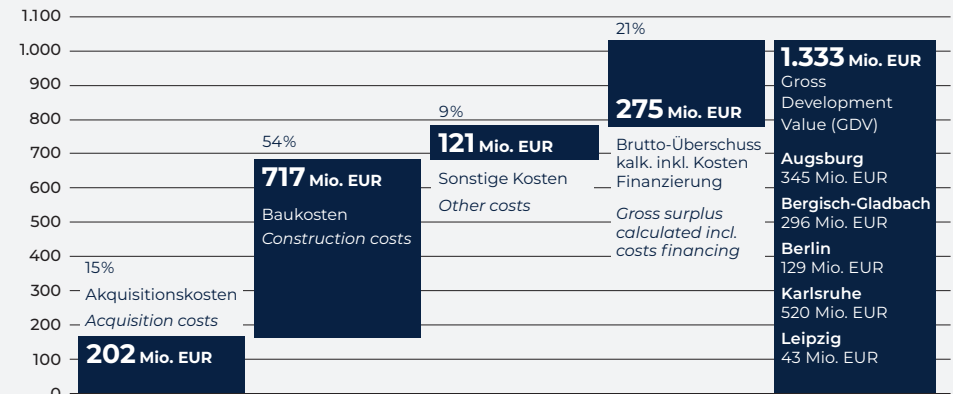 1.100
1.000
900
800
700
600
500
400
300
200
100
0
15%
Akquisitionskosten
Acquisition costs
202 Mio. EUR
54%
717 Mio. EUR
Baukosten
Construction costs
9%
121 Mio. EUR
Sonstige Kosten
Other costs
21%
275 Mio. EUR
Brutto-Überschuss
kalk. inkl. Kosten
Finanzierung
Gross surplus
calculated incl.
costs financing
1.333 Mio. EUR
Gross
Development
Value (GDV)
Augsburg
345 Mio. EUR
Bergisch-Gladbach
296 Mio. EUR
Berlin
129 Mio. EUR
Karlsruhe
520 Mio. EUR
Leipzig
43 Mio. EUR